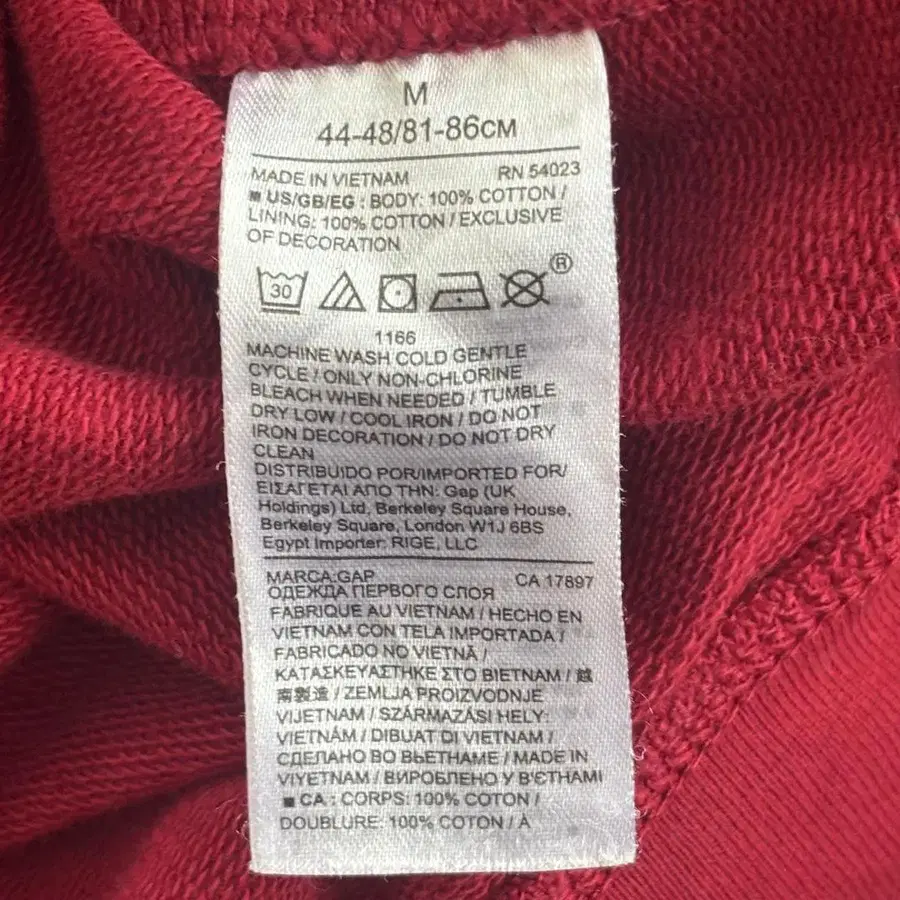 M
44-48/81-86CM
MADE IN VIETNAM RN 54023
■ US/GB/EG : BODY: 100% COTTON /
LINING: 100% COTTON / EXCLUSIVE
OF DECORATION
30 ®
1166
MACHINE WASH COLD GENTLE
CYCLE / ONLY NON-CHLORINE
BLEACH WHEN NEEDED / TUMBLE
DRY LOW / COOL IRON / DO NOT
IRON DECORATION / DO NOT DRY
CLEAN
DISTRIBUIDO POR/IMPORTED FOR/
ΕΙΣΑΓΕΤΑΙ ΑΠΟ ΤΗΝ: Gap (UK
Holdings) Ltd, Berkeley Square House,
Berkeley Square, London W1J 6BS
Egypt Importer: RIGE, LLC
MARCA:GAP CA 17897
ОДЕЖДА ПЕРВОГО СЛОЯ
FABRIQUE AU VIETNAM / HECHO EN
VIETNAM CON TELA IMPORTADA /
FABRICADO NO VIETNÃ /
ΚΑΤΑΣΚΕΥΑΣΤΗΚΕ ΣΤΟ ΒΙΕΤΝΑΜ / 越
南製造 / ZEMLJA PROIZVODNJE
VIJETNAM / SZÁRMAZÁSI HELY:
VIETNÁM / DIBUAT DI VIETNAM /
СДЕЛАНО ВО ВЬЕТНАМЕ / MADE IN
VIYETNAM / ВИРОБЛЕНО У В'ЄТНАМІ
■ CA : CORPS: 100% COTON /
DOUBLURE: 100% COTON / À